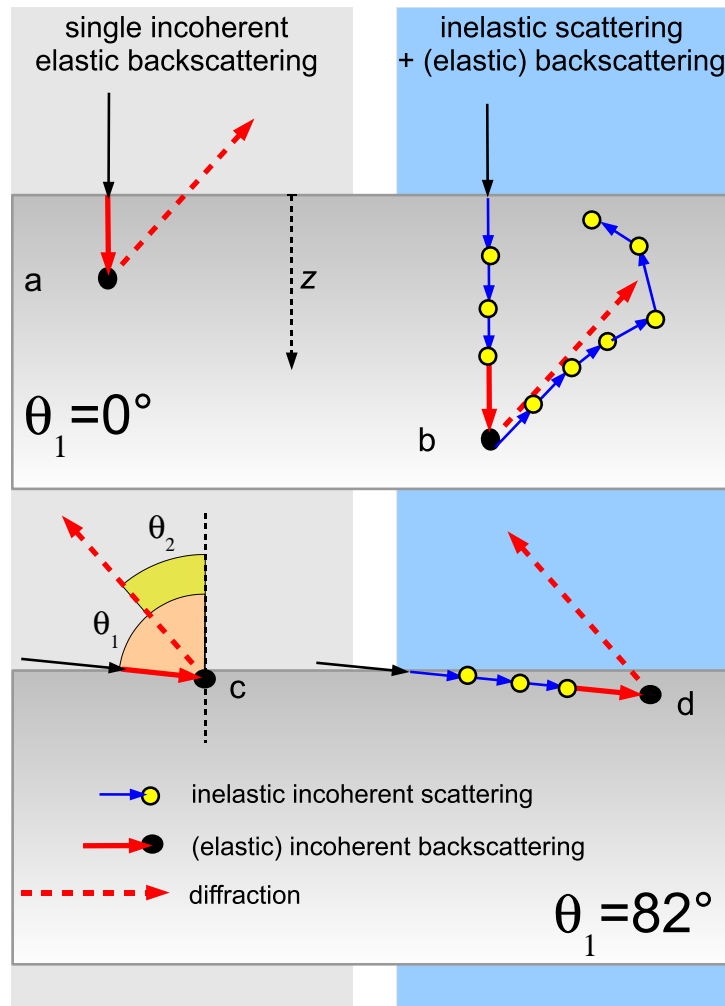 single incoherent
elastic backscattering
inelastic scattering
+ (elastic) backscattering
a
z
θ₁=0°
b
θ₂
θ₁
c
d
inelastic incoherent scattering
(elastic) incoherent backscattering
diffraction
θ₁=82°